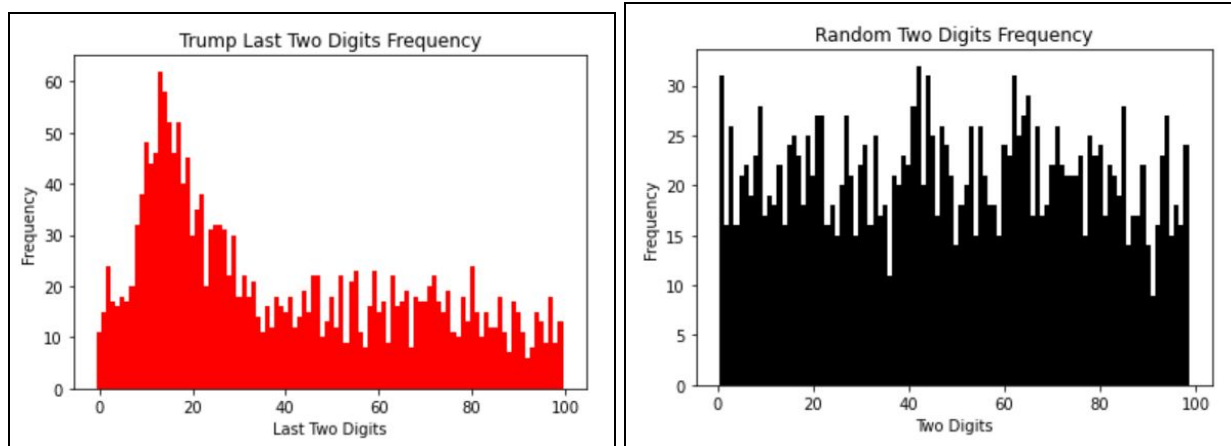 Trump Last Two Digits Frequency
60
50
40
30
20
10
0
Frequency
0 20 40 60 80 100
Last Two Digits
Random Two Digits Frequency
30
25
20
15
10
5
0
Frequency
0 20 40 60 80 100
Two Digits